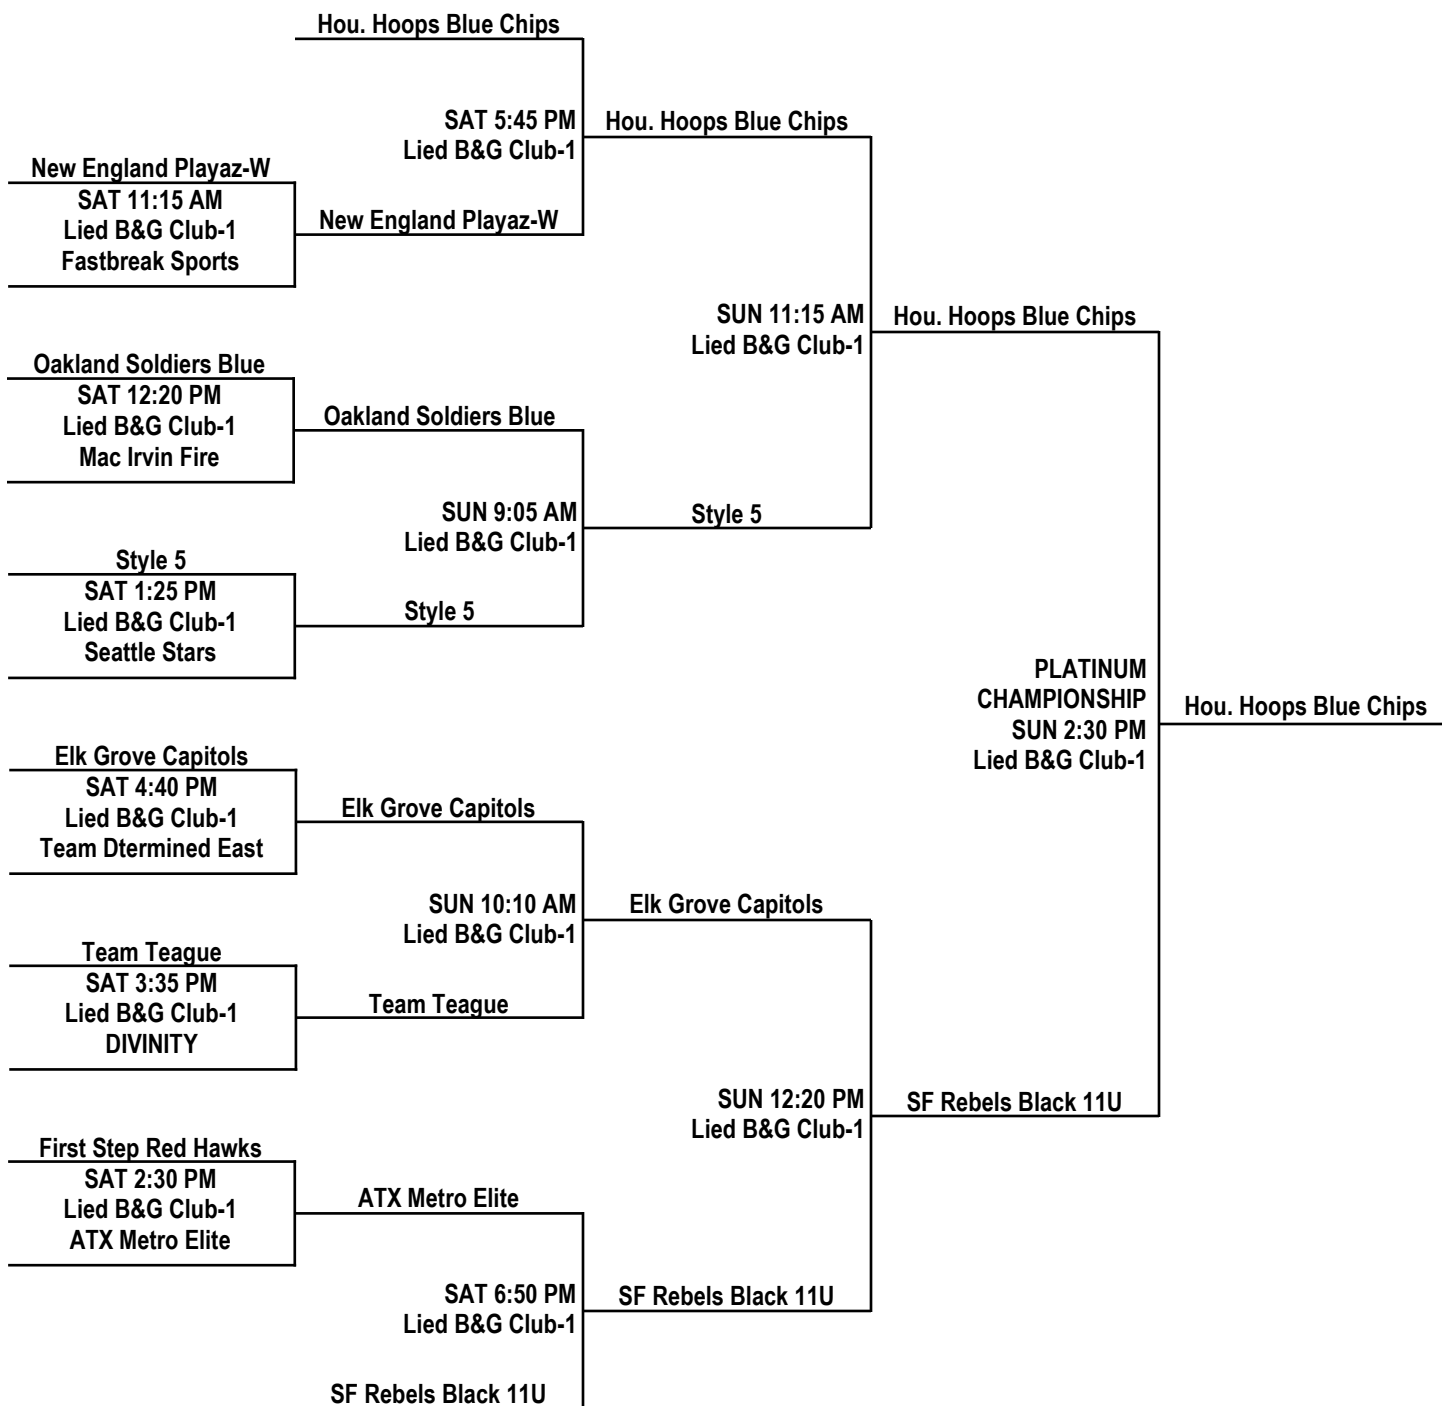 Hou. Hoops Blue Chips
SAT 5:45 PM
Lied B&G Club-1
Hou. Hoops Blue Chips
New England Playaz-W
SAT 11:15 AM
Lied B&G Club-1
Fastbreak Sports
New England Playaz-W
SUN 11:15 AM
Lied B&G Club-1
Hou. Hoops Blue Chips
Oakland Soldiers Blue
SAT 12:20 PM
Lied B&G Club-1
Mac Irvin Fire
Oakland Soldiers Blue
SUN 9:05 AM
Lied B&G Club-1
Style 5
Style 5
SAT 1:25 PM
Lied B&G Club-1
Seattle Stars
Style 5
PLATINUM
CHAMPIONSHIP
SUN 2:30 PM
Lied B&G Club-1
Hou. Hoops Blue Chips
Elk Grove Capitols
SAT 4:40 PM
Lied B&G Club-1
Team Dtermined East
Elk Grove Capitols
SUN 10:10 AM
Lied B&G Club-1
Elk Grove Capitols
Team Teague
SAT 3:35 PM
Lied B&G Club-1
DIVINITY
Team Teague
SUN 12:20 PM
Lied B&G Club-1
SF Rebels Black 11U
First Step Red Hawks
SAT 2:30 PM
Lied B&G Club-1
ATX Metro Elite
ATX Metro Elite
SAT 6:50 PM
Lied B&G Club-1
SF Rebels Black 11U
SF Rebels Black 11U